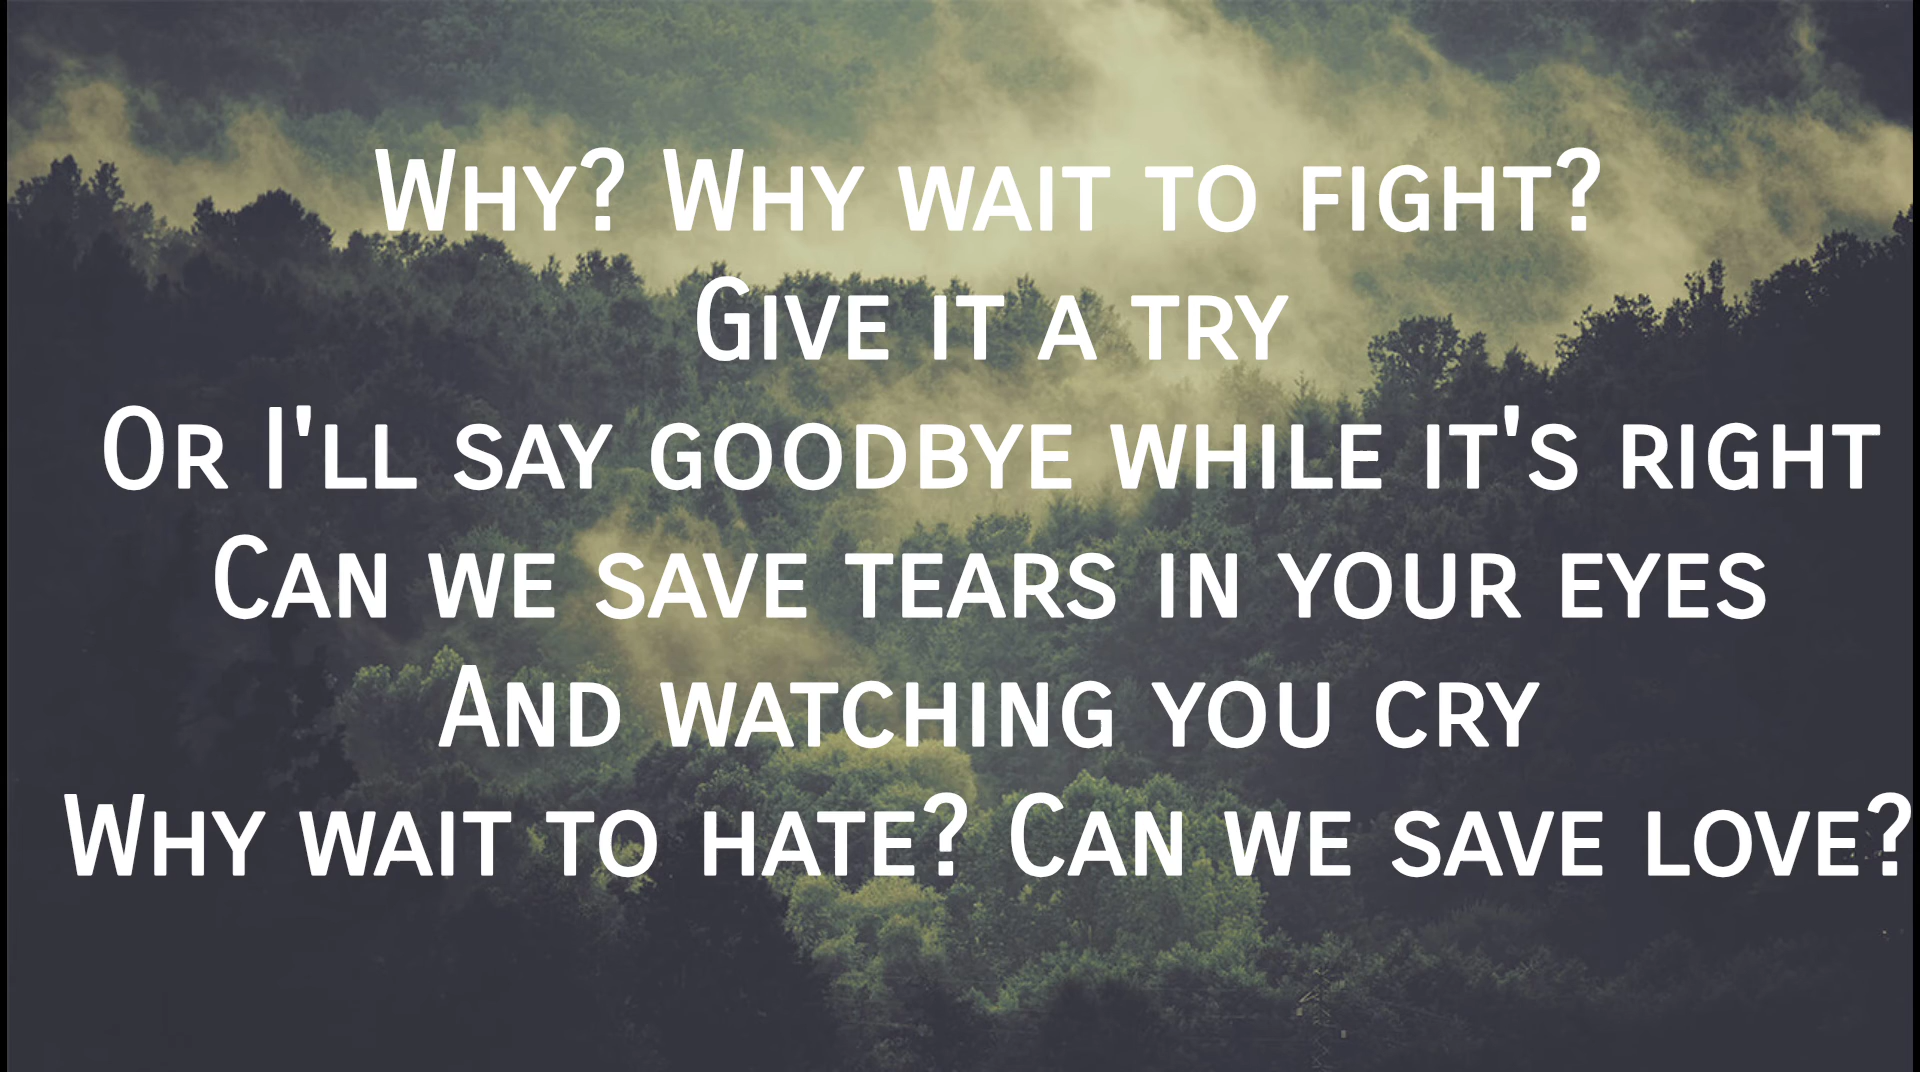 Why? Why wait to fight?
Give it a try
Or I'll say goodbye while it's right
Can we save tears in your eyes
And watching you cry
Why wait to hate? Can we save love?